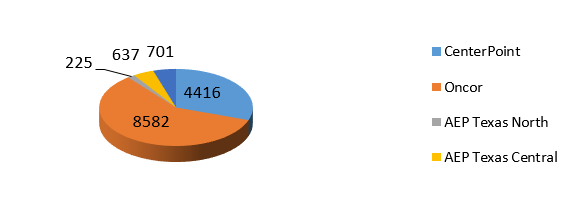 637 701
225
4416
8582
CenterPoint
Oncor
AEP Texas North
AEP Texas Central